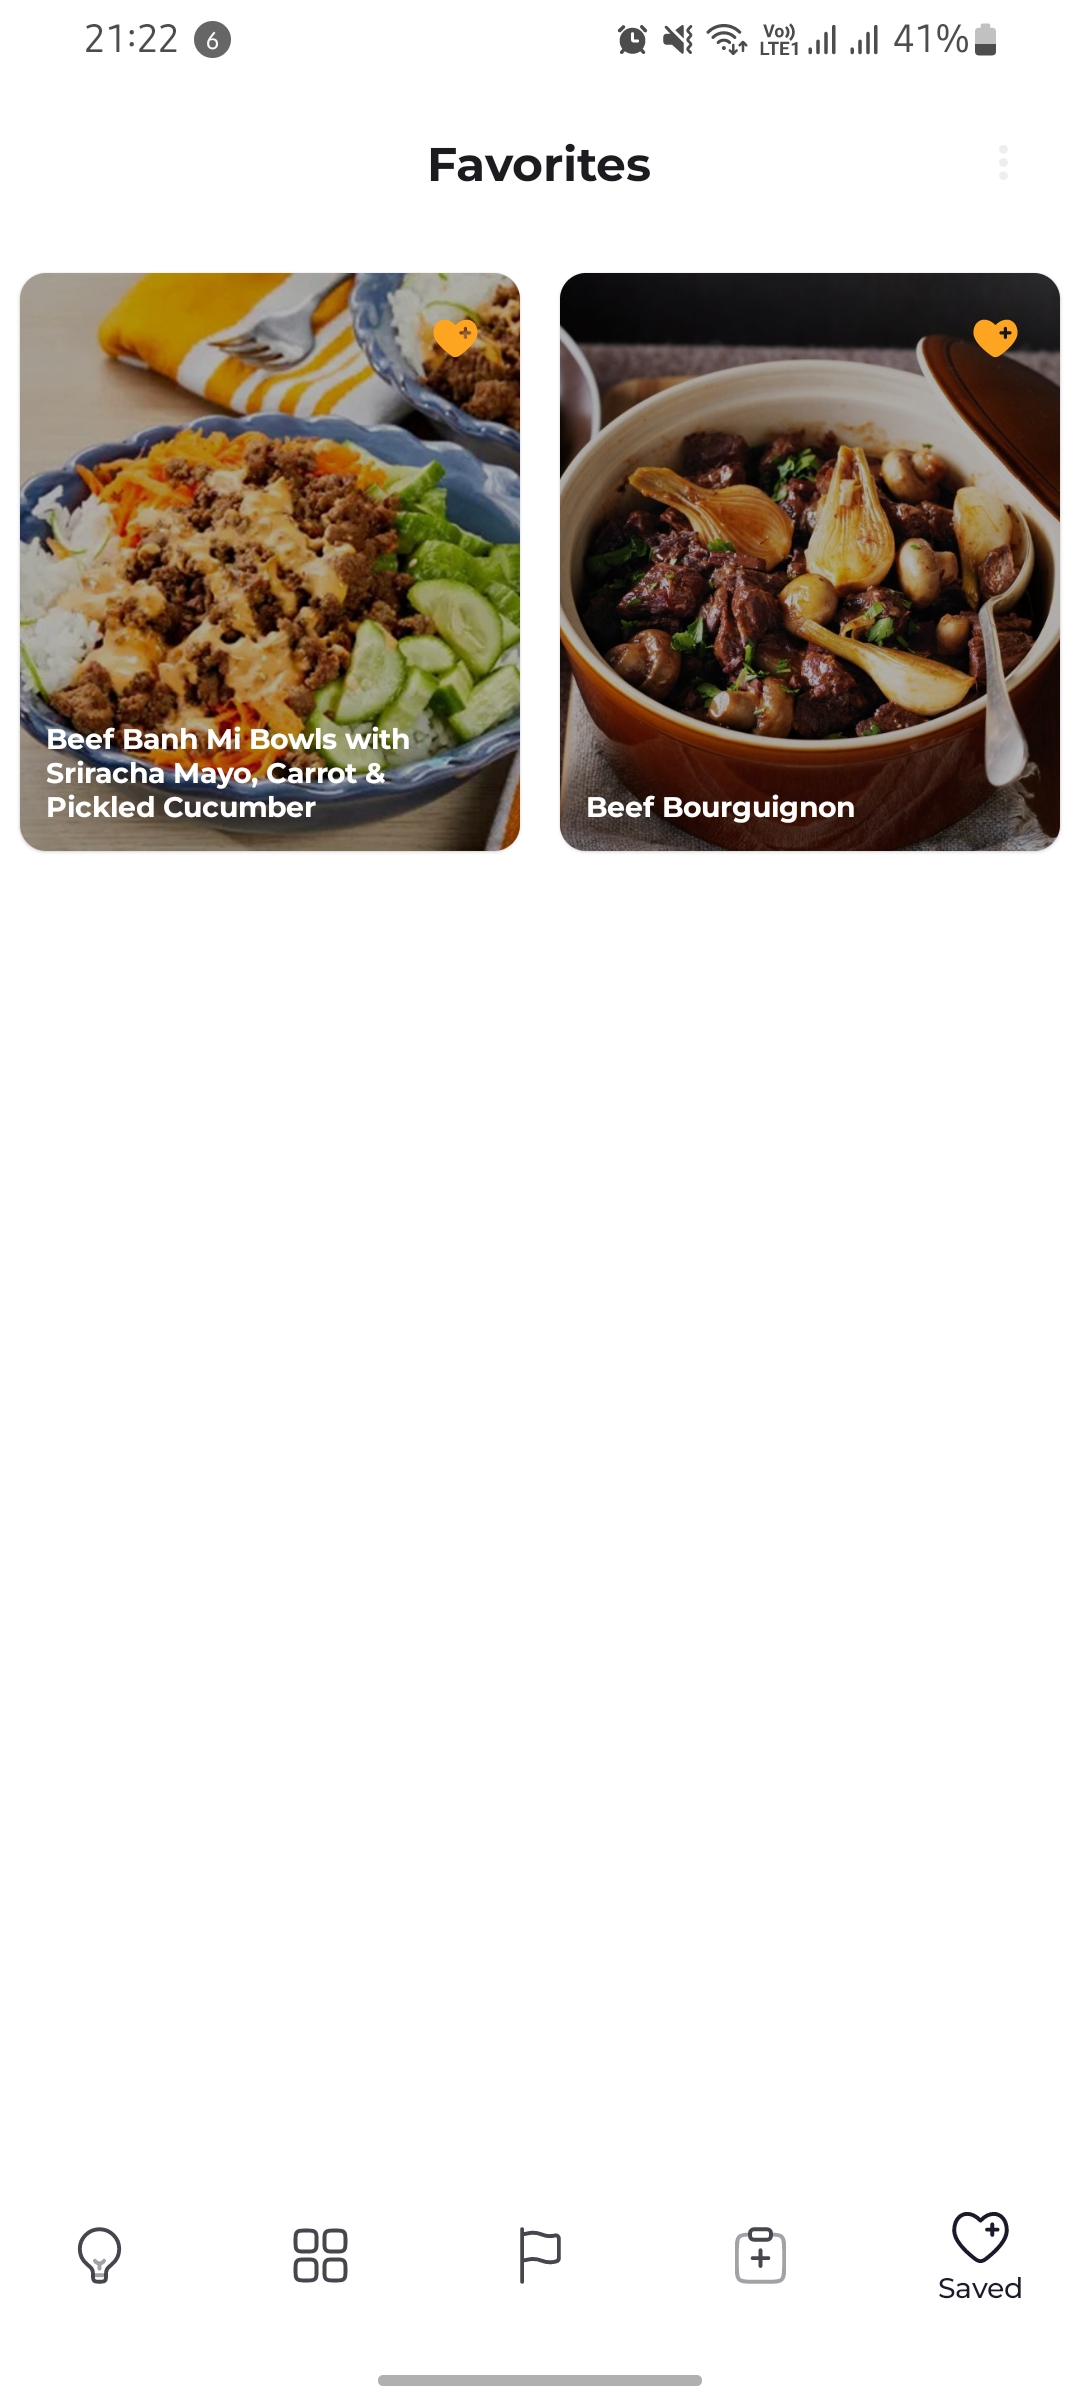 21:22 6 Vo)) LTE1 41%
Favorites
Beef Banh Mi Bowls with
Sriracha Mayo, Carrot &
Pickled Cucumber
Beef Bourguignon
Saved